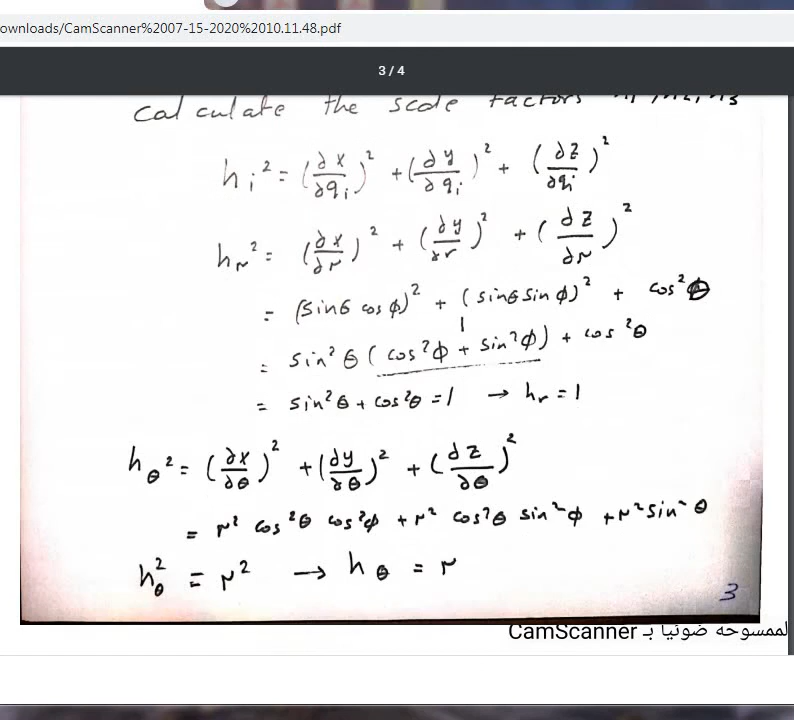 ownloads/CamScanner%2007-15-2020%2010.11.48.pdf
3 / 4
Calculate the scale factors
hᵢ² = (∂x/∂qᵢ)² + (∂y/∂qᵢ)² + (∂z/∂qᵢ)²
hᵣ² = (∂x/∂r)² + (∂y/∂r)² + (∂z/∂r)²
= (sinθ cos ϕ)² + (sinθ sin ϕ)² + cos²θ
1
= sin²θ (cos²ϕ + sin²ϕ) + cos²θ
= sin²θ + cos²θ = 1 → hᵣ = 1
h_θ² = (∂x/∂θ)² + (∂y/∂θ)² + (∂z/∂θ)²
= r² cos²θ cos²ϕ + r² cos²θ sin²ϕ + r² sin²θ
h_θ² = r² → h_θ = r
3
الممسوحة ضوئيا بـ CamScanner